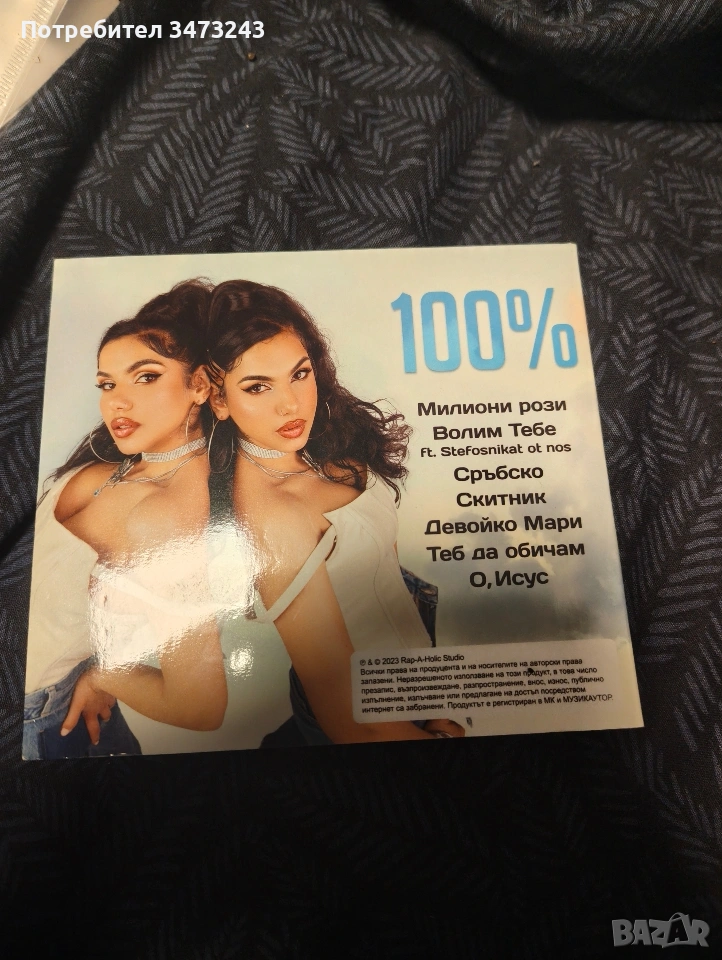 Потребител 3473243
100%
Милиони рози
Волим Тебе
ft. Stefosnikat ot nos
Сръбско
Скитник
Девойко Мари
Теб да обичам
О, Исус
℗ & © 2023 Rap-A-Holic Studio
Всички права на продуцента и на носителите на авторски права
запазени. Неразрешеното използване на този продукт, в това число
презапис, възпроизвеждане, разпространение, внос, износ, публично
изпълнение, излъчване или предлагане на достъп посредством
интернет са забранени. Продуктът е регистриран в МК и МУЗИКАУТОР.
BAZAR